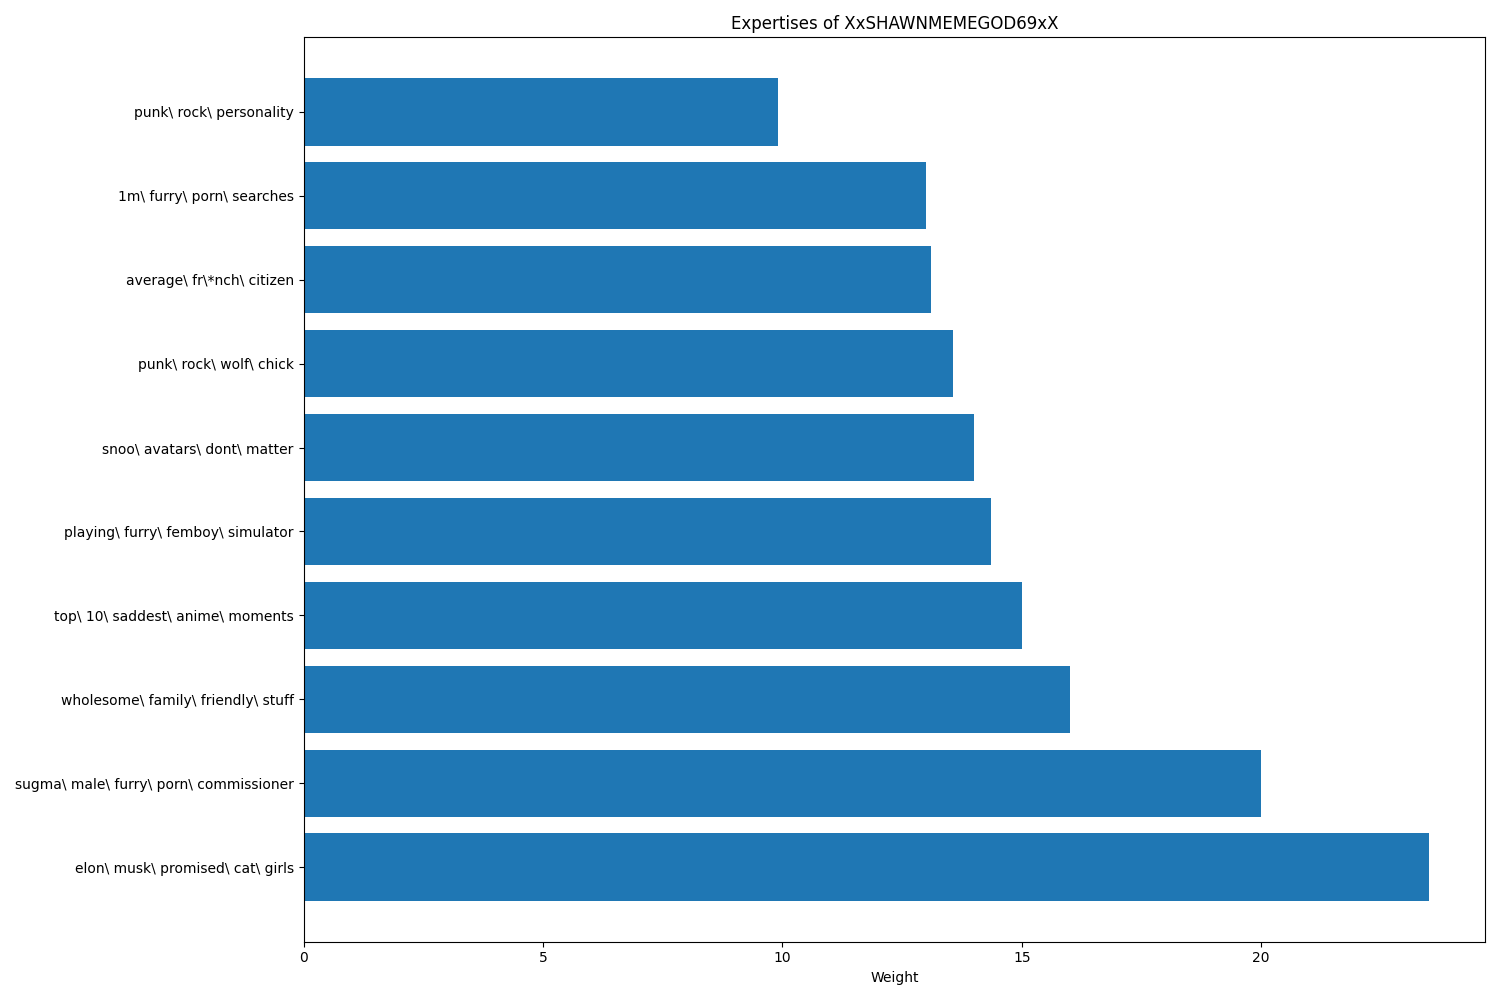 Expertises of XxSHAWNMEMEGOD69xX
punk\ rock\ personality
1m\ furry\ porn\ searches
average\ fr\*nch\ citizen
punk\ rock\ wolf\ chick
snoo\ avatars\ dont\ matter
playing\ furry\ femboy\ simulator
top\ 10\ saddest\ anime\ moments
wholesome\ family\ friendly\ stuff
sugma\ male\ furry\ porn\ commissioner
elon\ musk\ promised\ cat\ girls
0 5 10 15 20
Weight